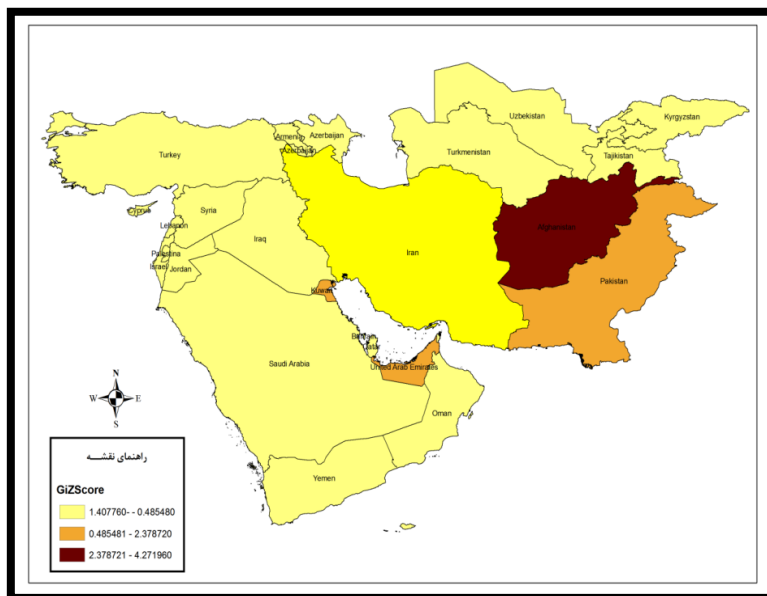 Uzbekistan
Kyrgyzstan
Armenia
Azerbaijan
Turkey
Azerbaijan
Turkmenistan
Tajikistan
Cyprus
Syria
Lebanon
Afghanistan
Iraq
Iran
Palestina
Israel
Jordan
Pakistan
Kuwait
Bahrain
Qatar
Saudi Arabia
United Arab Emirates
Oman
Yemen
N
W E
S
راهنمای نقشـــه
GiZScore
1.407760- - 0.485480
0.485481 - 2.378720
2.378721 - 4.271960